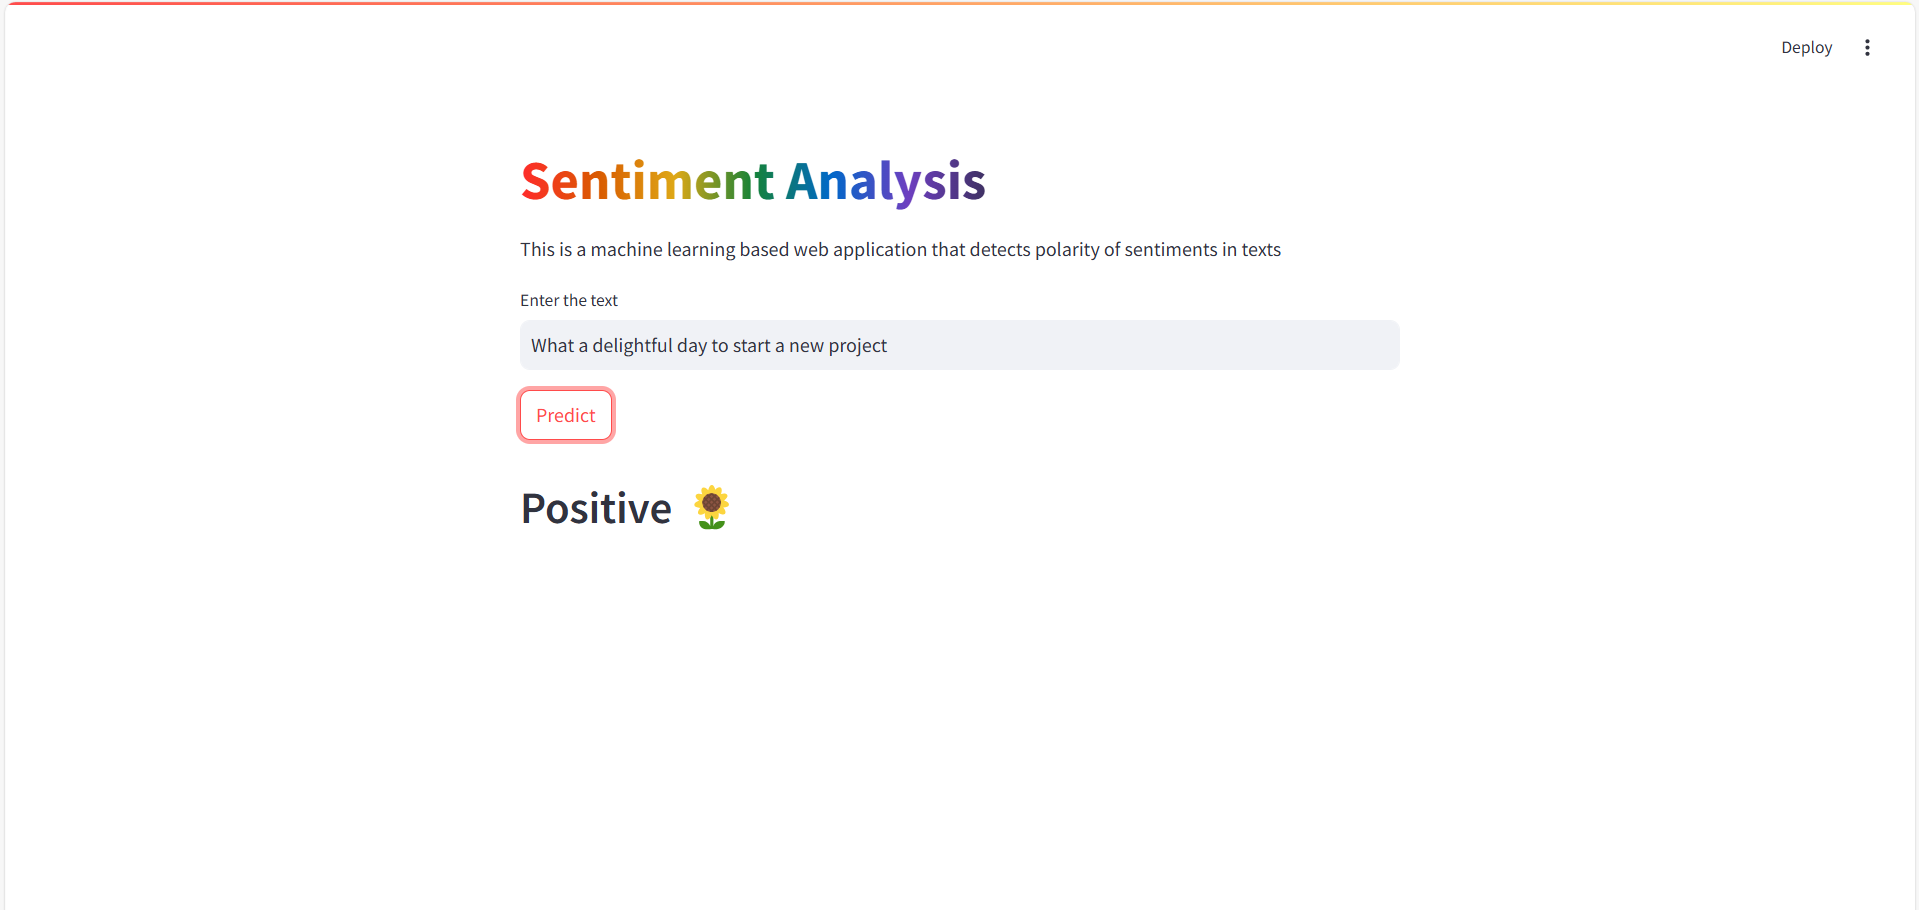 Deploy
Sentiment Analysis
This is a machine learning based web application that detects polarity of sentiments in texts
Enter the text
What a delightful day to start a new project
Predict
Positive 🌻